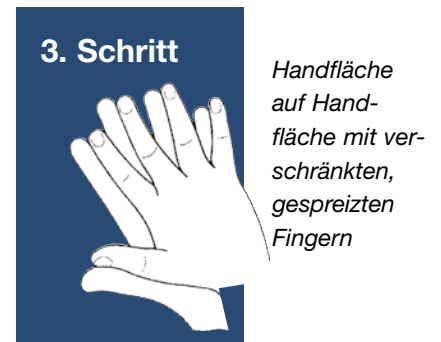 3. Schritt
Handfläche
auf Hand-
fläche mit ver-
schränkten,
gespreizten
Fingern